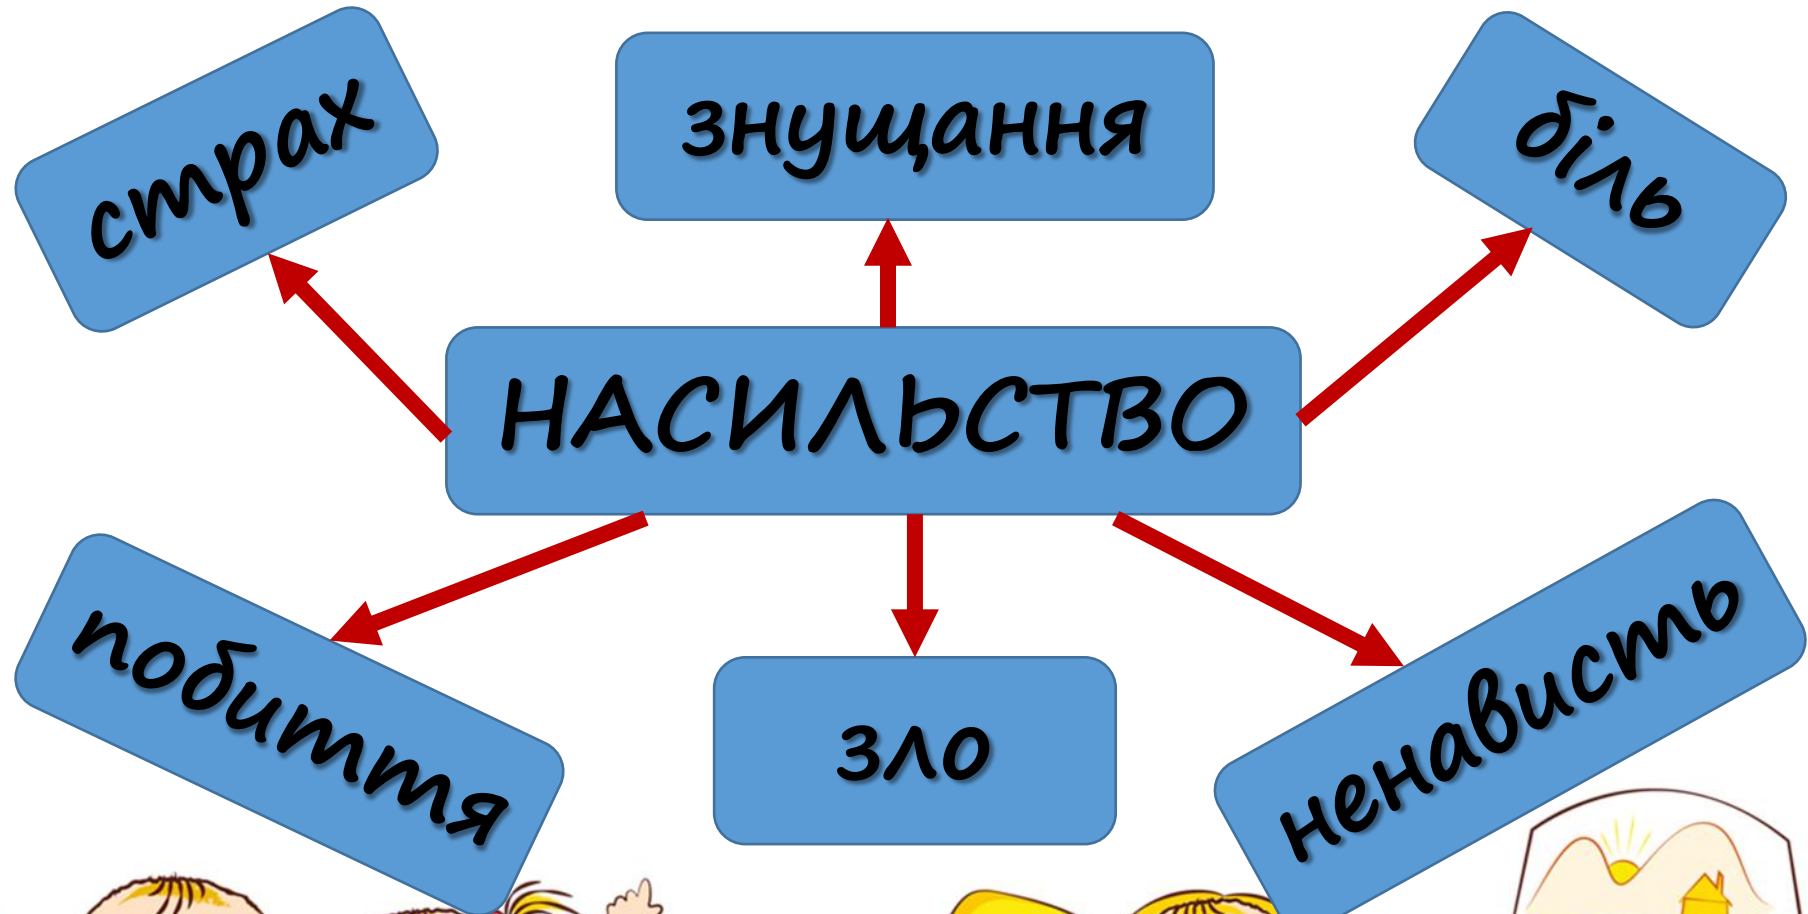 страх
знущання
біль
НАСИЛЬСТВО
побиття
зло
ненависть